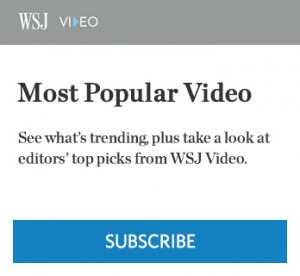 WSJ VIDEO
Most Popular Video
See what's trending, plus take a look at
editors' top picks from WSJ Video.
SUBSCRIBE